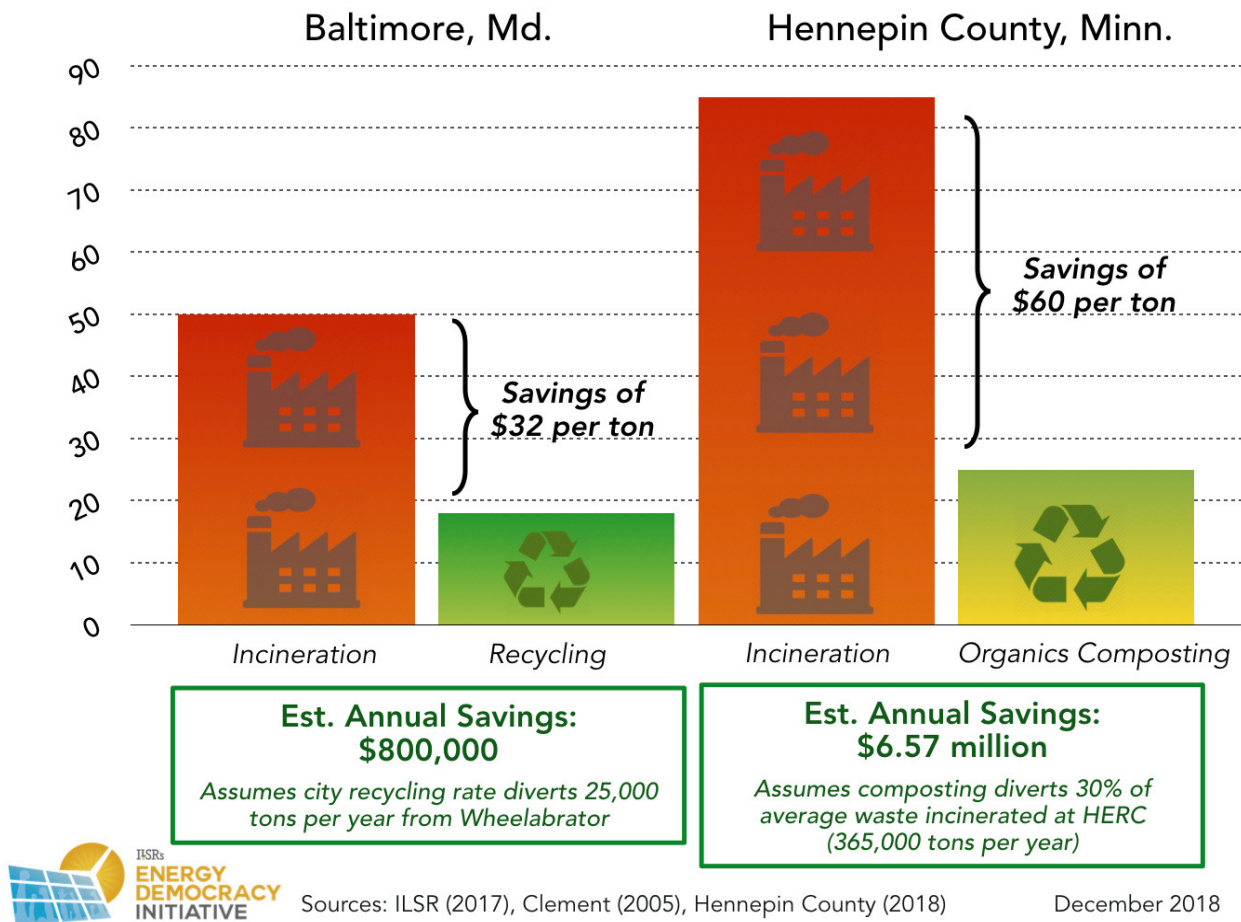 Baltimore, Md.
Hennepin County, Minn.
90
80
70
60
50
40
30
20
10
0
Savings of
$32 per ton
Savings of
$60 per ton
Incineration
Recycling
Incineration
Organics Composting
Est. Annual Savings:
$800,000
Assumes city recycling rate diverts 25,000
tons per year from Wheelabrator
Est. Annual Savings:
$6.57 million
Assumes composting diverts 30% of
average waste incinerated at HERC
(365,000 tons per year)
ILSRs
ENERGY
DEMOCRACY
INITIATIVE
Sources: ILSR (2017), Clement (2005), Hennepin County (2018)
December 2018